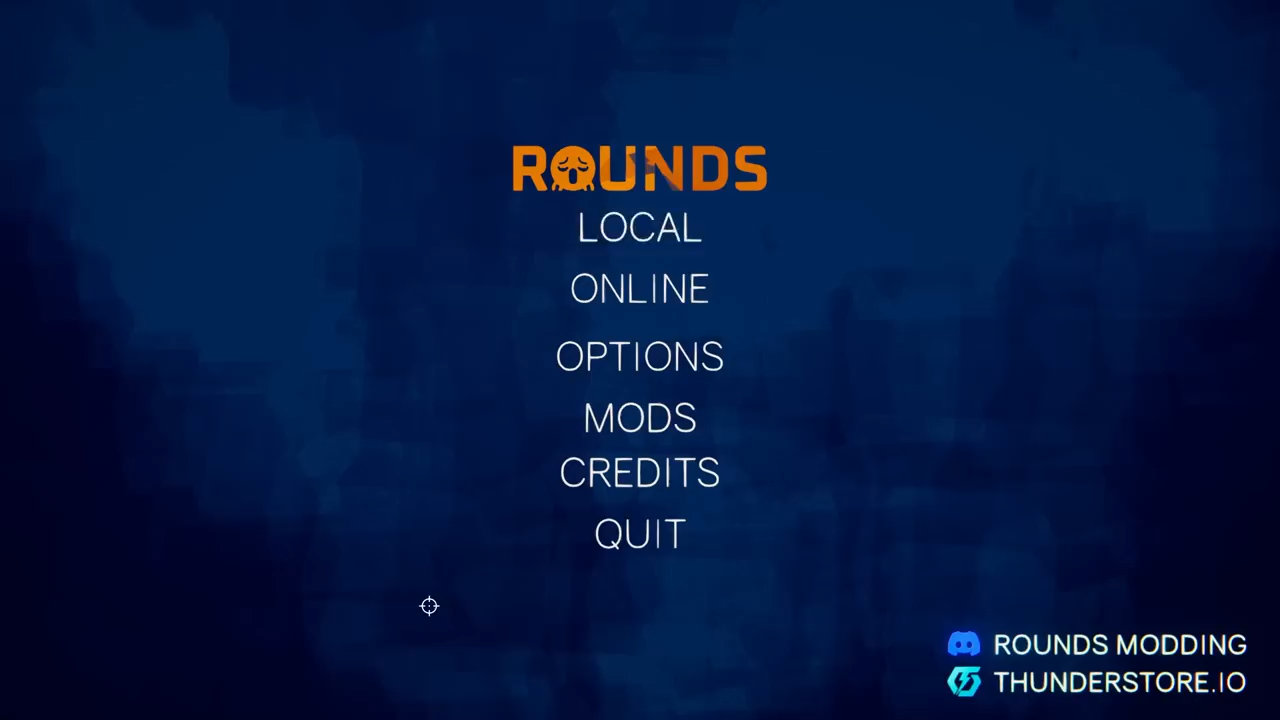 ROUNDS
LOCAL
ONLINE
OPTIONS
MODS
CREDITS
QUIT
ROUNDS MODDING
THUNDERSTORE.IO